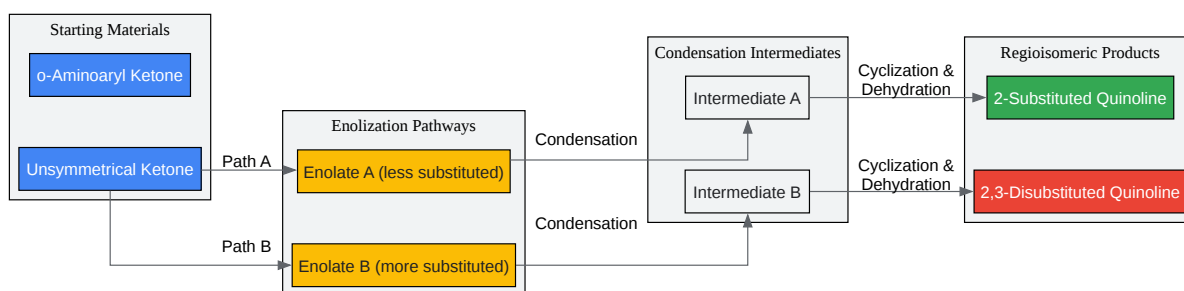 Starting Materials
o-Aminoaryl Ketone
Unsymmetrical Ketone
Path A
Path B
Enolization Pathways
Enolate A (less substituted)
Enolate B (more substituted)
Condensation
Condensation
Condensation Intermediates
Intermediate A
Intermediate B
Cyclization &
Dehydration
Cyclization &
Dehydration
Regioisomeric Products
2-Substituted Quinoline
2,3-Disubstituted Quinoline